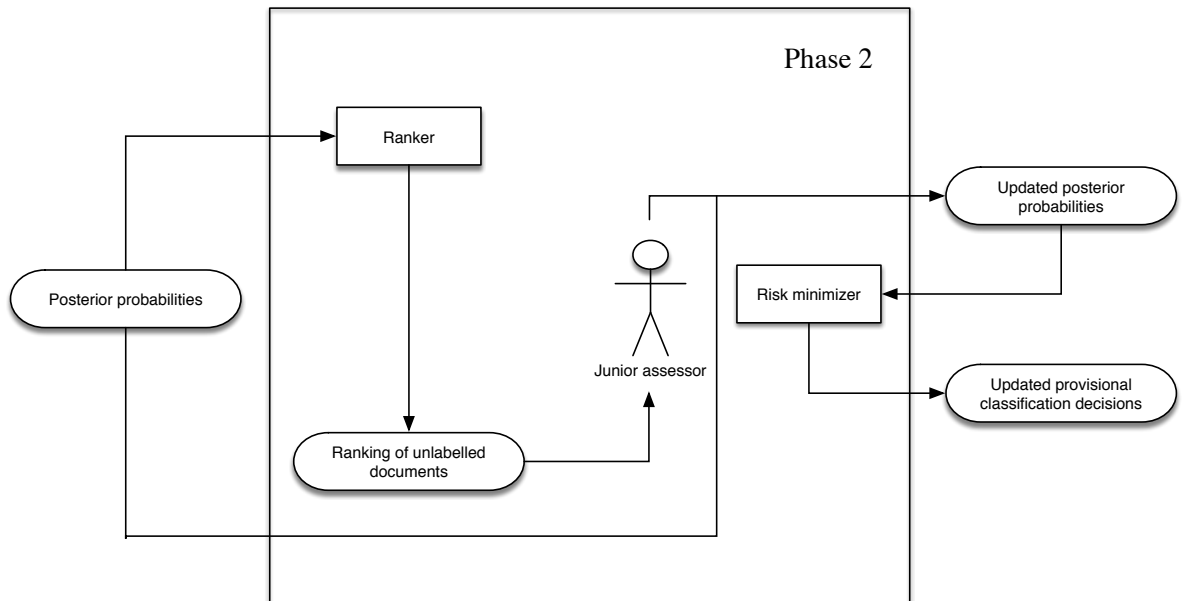 Phase 2
Ranker
Updated posterior
probabilities
Posterior probabilities
Risk minimizer
Junior assessor
Updated provisional
classification decisions
Ranking of unlabelled
documents